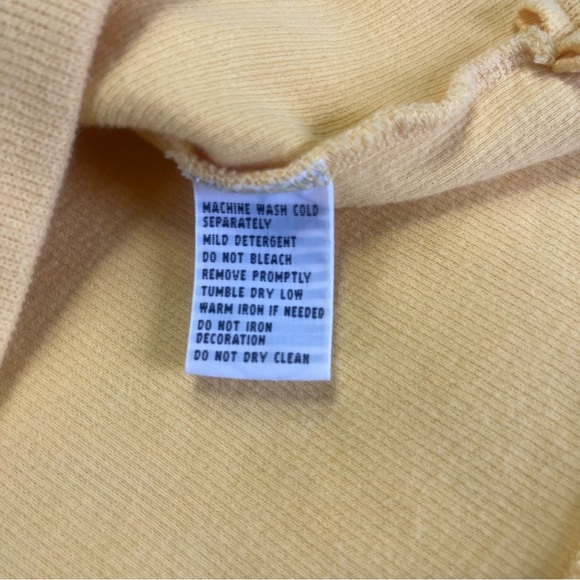 MACHINE WASH COLD
SEPARATELY
MILD DETERGENT
DO NOT BLEACH
REMOVE PROMPTLY
TUMBLE DRY LOW
WARM IRON IF NEEDED
DO NOT IRON
DECORATION
DO NOT DRY CLEAN